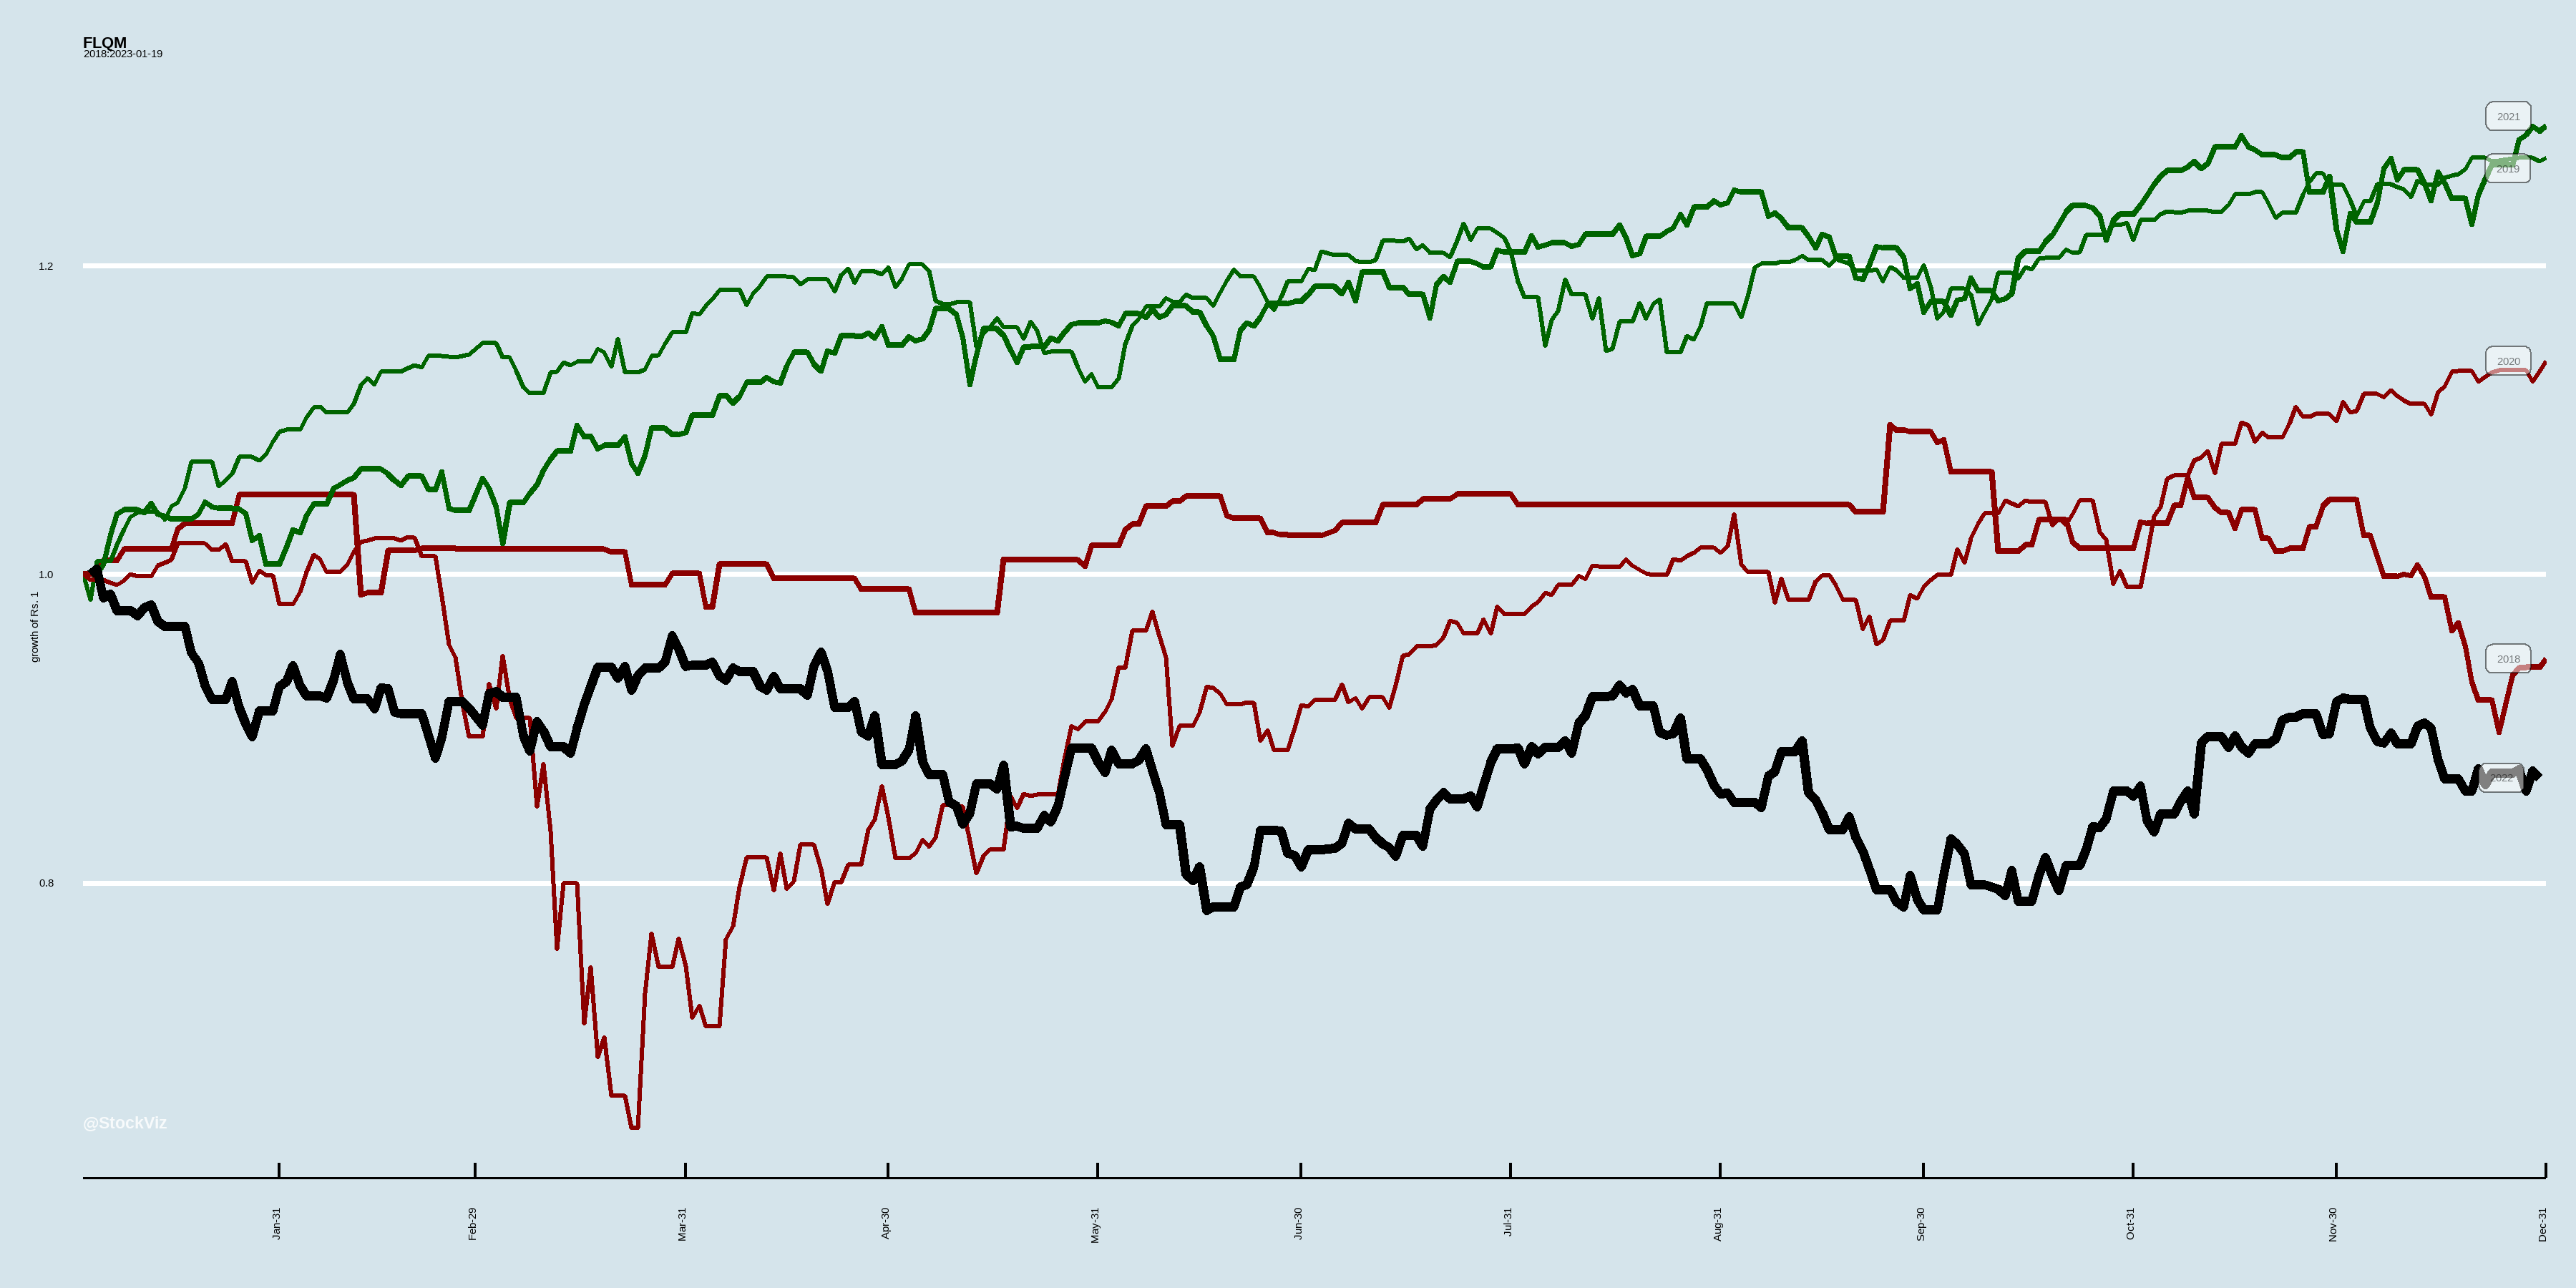 FLQM
2018:2023-01-19
2021
2019
1.2
2020
1.0
growth of Rs. 1
2018
2022
0.8
@StockViz
Jan-31
Feb-29
Mar-31
Apr-30
May-31
Jun-30
Jul-31
Aug-31
Sep-30
Oct-31
Nov-30
Dec-31